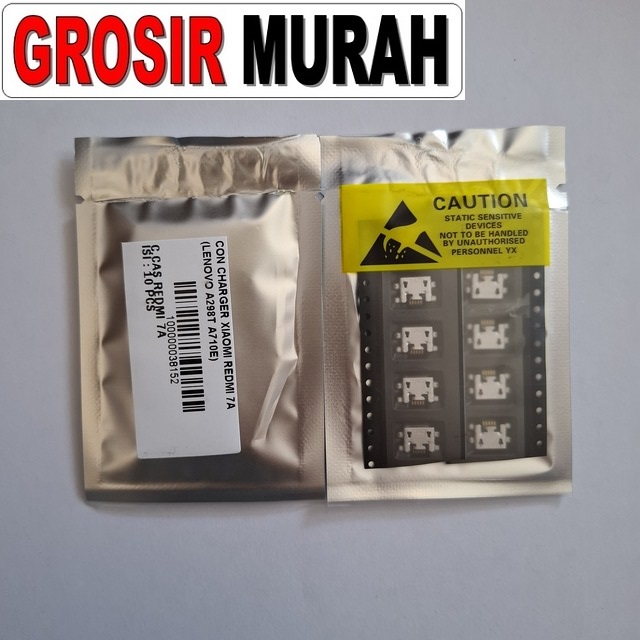 GROSIR MURAH
CON CHARGER XIAOMI REDMI 7A
(LENOVO A298T A710E)
100000038152
C.CAS REDMI 7A
ISI : 10 PCS
CAUTION
STATIC SENSITIVE
DEVICES
NOT TO BE HANDLED
BY UNAUTHORISED
PERSONNEL YX